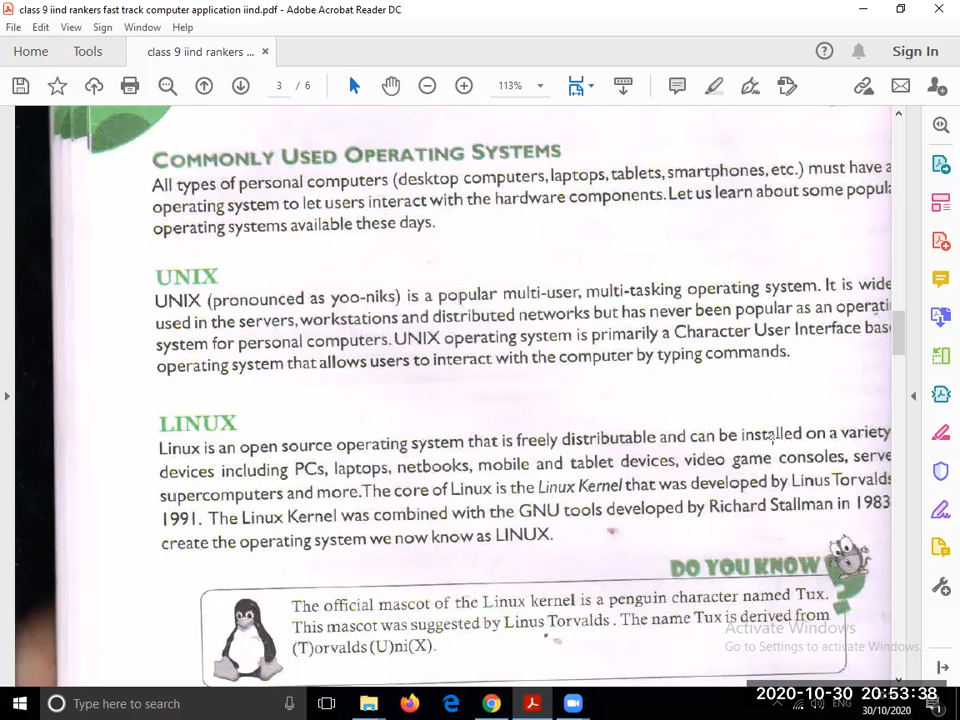 class 9 iind rankers fast track computer application iind.pdf - Adobe Acrobat Reader DC
File Edit View Sign Window Help
Home Tools class 9 iind rankers ... × Sign In
3 / 6 113%
COMMONLY USED OPERATING SYSTEMS
All types of personal computers (desktop computers, laptops, tablets, smartphones, etc.) must have a
operating system to let users interact with the hardware components. Let us learn about some popul
operating systems available these days.
UNIX
UNIX (pronounced as yoo-niks) is a popular multi-user, multi-tasking operating system. It is wide
used in the servers, workstations and distributed networks but has never been popular as an operati
system for personal computers. UNIX operating system is primarily a Character User Interface base
operating system that allows users to interact with the computer by typing commands.
LINUX
Linux is an open source operating system that is freely distributable and can be installed on a variety
devices including PCs, laptops, netbooks, mobile and tablet devices, video game consoles, serve
supercomputers and more. The core of Linux is the Linux Kernel that was developed by Linus Torvalds
1991. The Linux Kernel was combined with the GNU tools developed by Richard Stallman in 1983
create the operating system we now know as LINUX.
DO YOU KNOW ?
The official mascot of the Linux kernel is a penguin character named Tux.
This mascot was suggested by Linus Torvalds . The name Tux is derived from
(T)orvalds (U)ni(X).
Activate Windows
Go to Settings to activate Windows.
Type here to search
ENG
2020-10-30 20:53:38
30/10/2020